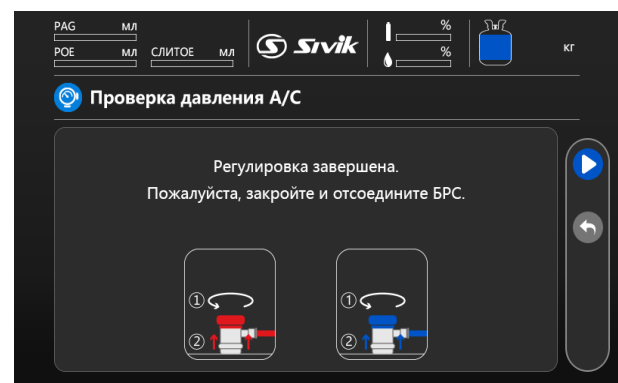 PAG мл
POE мл СЛИТОЕ мл
Sivik
%
%
кг
Проверка давления A/C
Регулировка завершена.
Пожалуйста, закройте и отсоедините БРС.
① ①
② ②